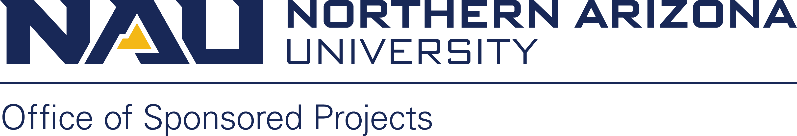 NAU NORTHERN ARIZONA
UNIVERSITY
Office of Sponsored Projects